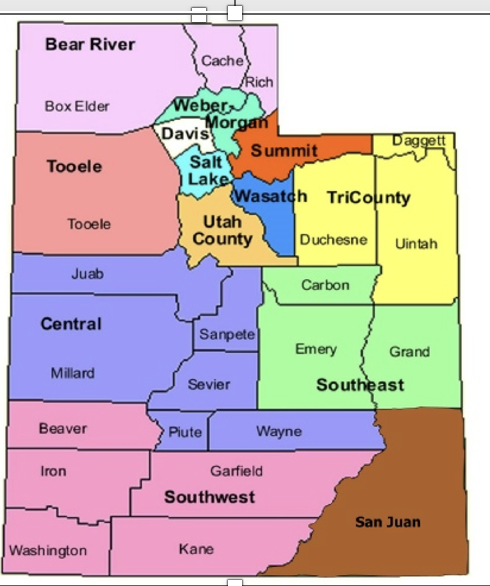 Bear River
Cache
Rich
Box Elder
Weber-
Morgan
Davis
Daggett
Summit
Tooele
Salt
Lake
Wasatch
TriCounty
Tooele
Utah
County
Duchesne
Uintah
Juab
Carbon
Central
Sanpete
Emery
Grand
Millard
Sevier
Southeast
Beaver
Piute
Wayne
Iron
Garfield
Southwest
San Juan
Washington
Kane